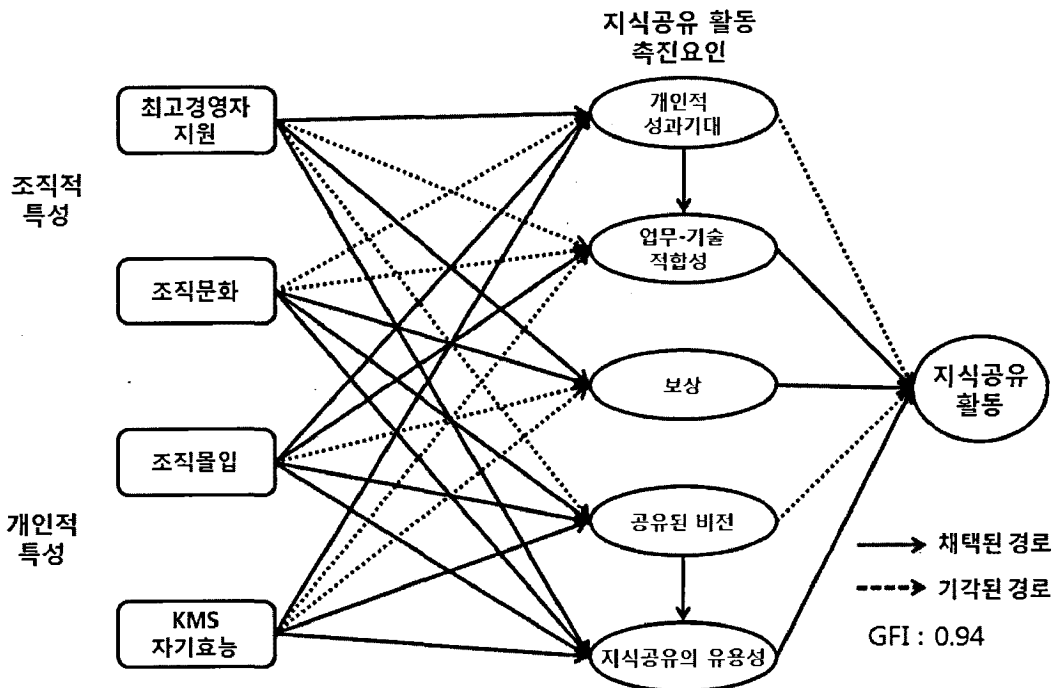 지식공유 활동
촉진요인
최고경영자
지원
개인적
성과기대
조직적
특성
업무-기술
적합성
조직문화
보상
지식공유
활동
조직몰입
개인적
특성
공유된 비전
채택된 경로
기각된 경로
KMS
자기효능
지식공유의 유용성
GFI : 0.94